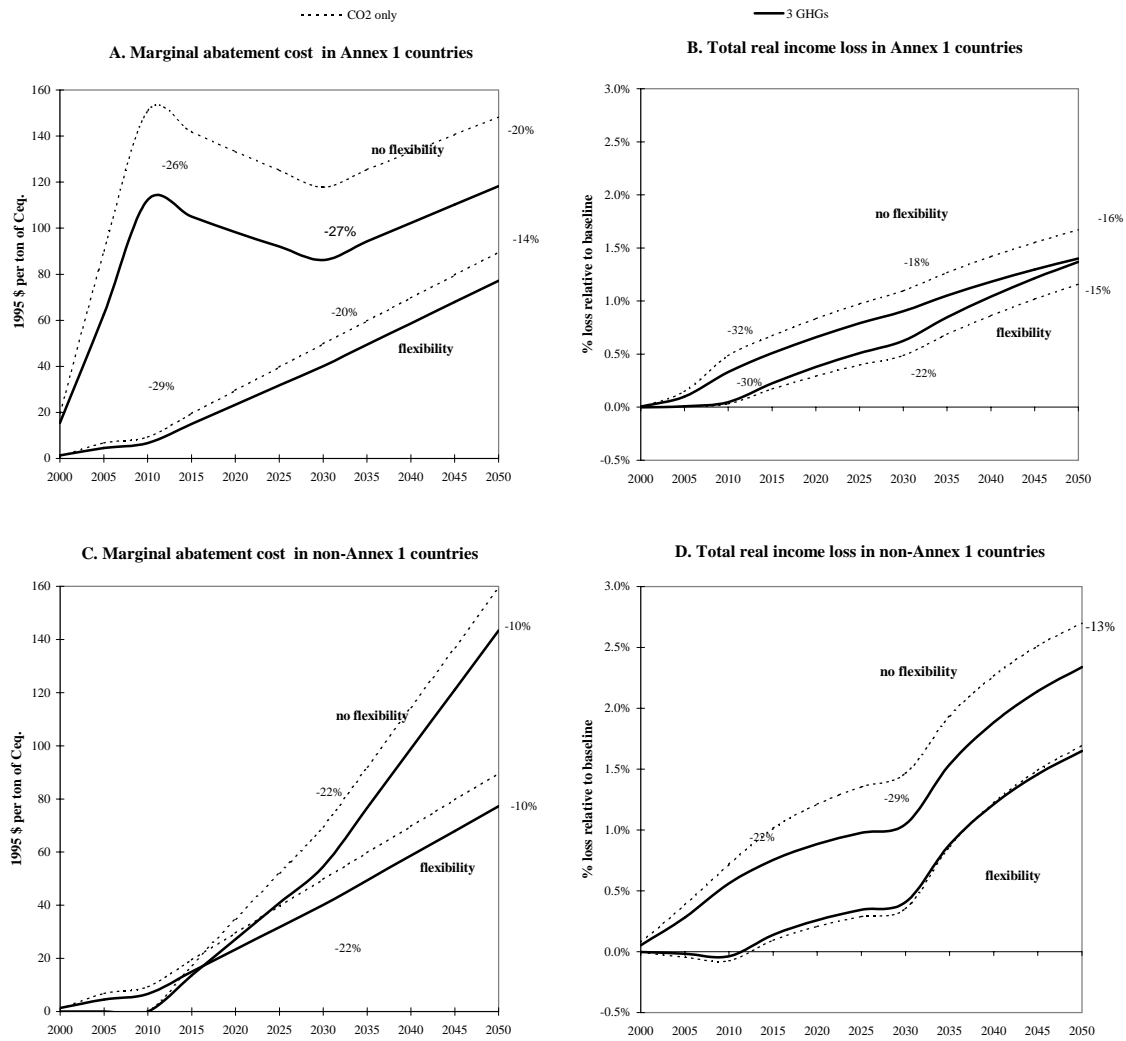 CO2 only
3 GHGs
A. Marginal abatement cost in Annex 1 countries
1995 $ per ton of Ceq.
160
140
120
100
80
60
40
20
0
2000 2005 2010 2015 2020 2025 2030 2035 2040 2045 2050
-20%
no flexibility
-26%
-27%
-14%
-20%
flexibility
-29%
B. Total real income loss in Annex 1 countries
% loss relative to baseline
3.0%
2.5%
2.0%
1.5%
1.0%
0.5%
0.0%
-0.5%
2000 2005 2010 2015 2020 2025 2030 2035 2040 2045 2050
no flexibility
-16%
-18%
-15%
-32%
flexibility
-30%
-22%
C. Marginal abatement cost in non-Annex 1 countries
1995 $ per ton of Ceq.
160
140
120
100
80
60
40
20
0
2000 2005 2010 2015 2020 2025 2030 2035 2040 2045 2050
-10%
no flexibility
-22%
-10%
flexibility
-22%
D. Total real income loss in non-Annex 1 countries
% loss relative to baseline
3.0%
2.5%
2.0%
1.5%
1.0%
0.5%
0.0%
-0.5%
2000 2005 2010 2015 2020 2025 2030 2035 2040 2045 2050
-13%
no flexibility
-29%
-22%
flexibility